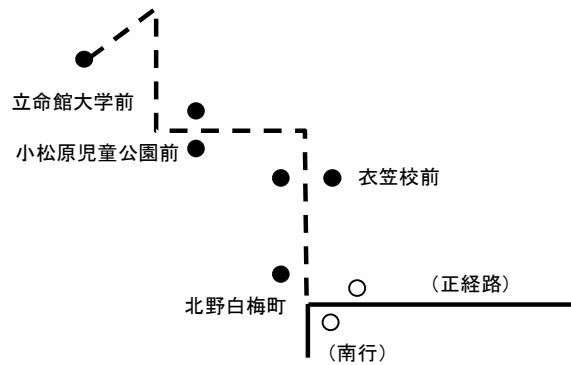 立命館大学前
小松原児童公園前
衣笠校前
北野白梅町
（正経路）
（南行）